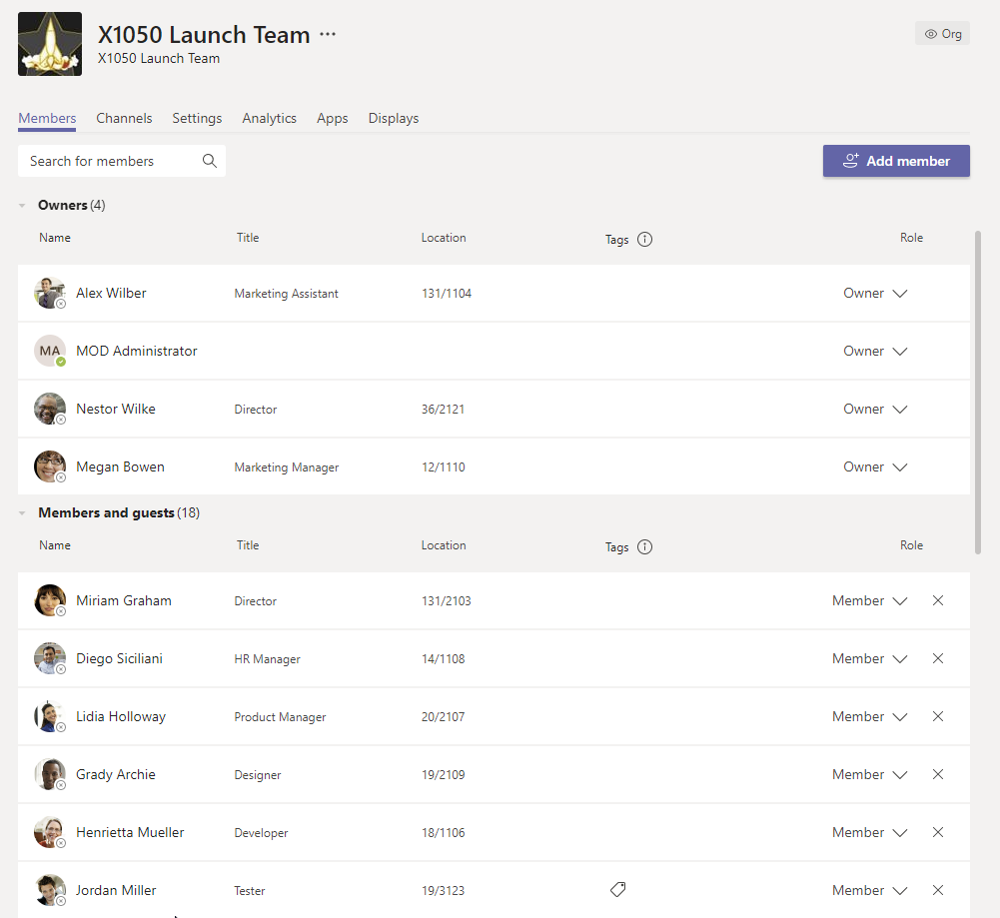 X1050 Launch Team ···
X1050 Launch Team
Org
Members Channels Settings Analytics Apps Displays
Search for members
Add member
Owners (4)
Name Title Location Tags Role
Alex Wilber Marketing Assistant 131/1104 Owner
MA MOD Administrator Owner
Nestor Wilke Director 36/2121 Owner
Megan Bowen Marketing Manager 12/1110 Owner
Members and guests (18)
Name Title Location Tags Role
Miriam Graham Director 131/2103 Member
Diego Siciliani HR Manager 14/1108 Member
Lidia Holloway Product Manager 20/2107 Member
Grady Archie Designer 19/2109 Member
Henrietta Mueller Developer 18/1106 Member
Jordan Miller Tester 19/3123 Member